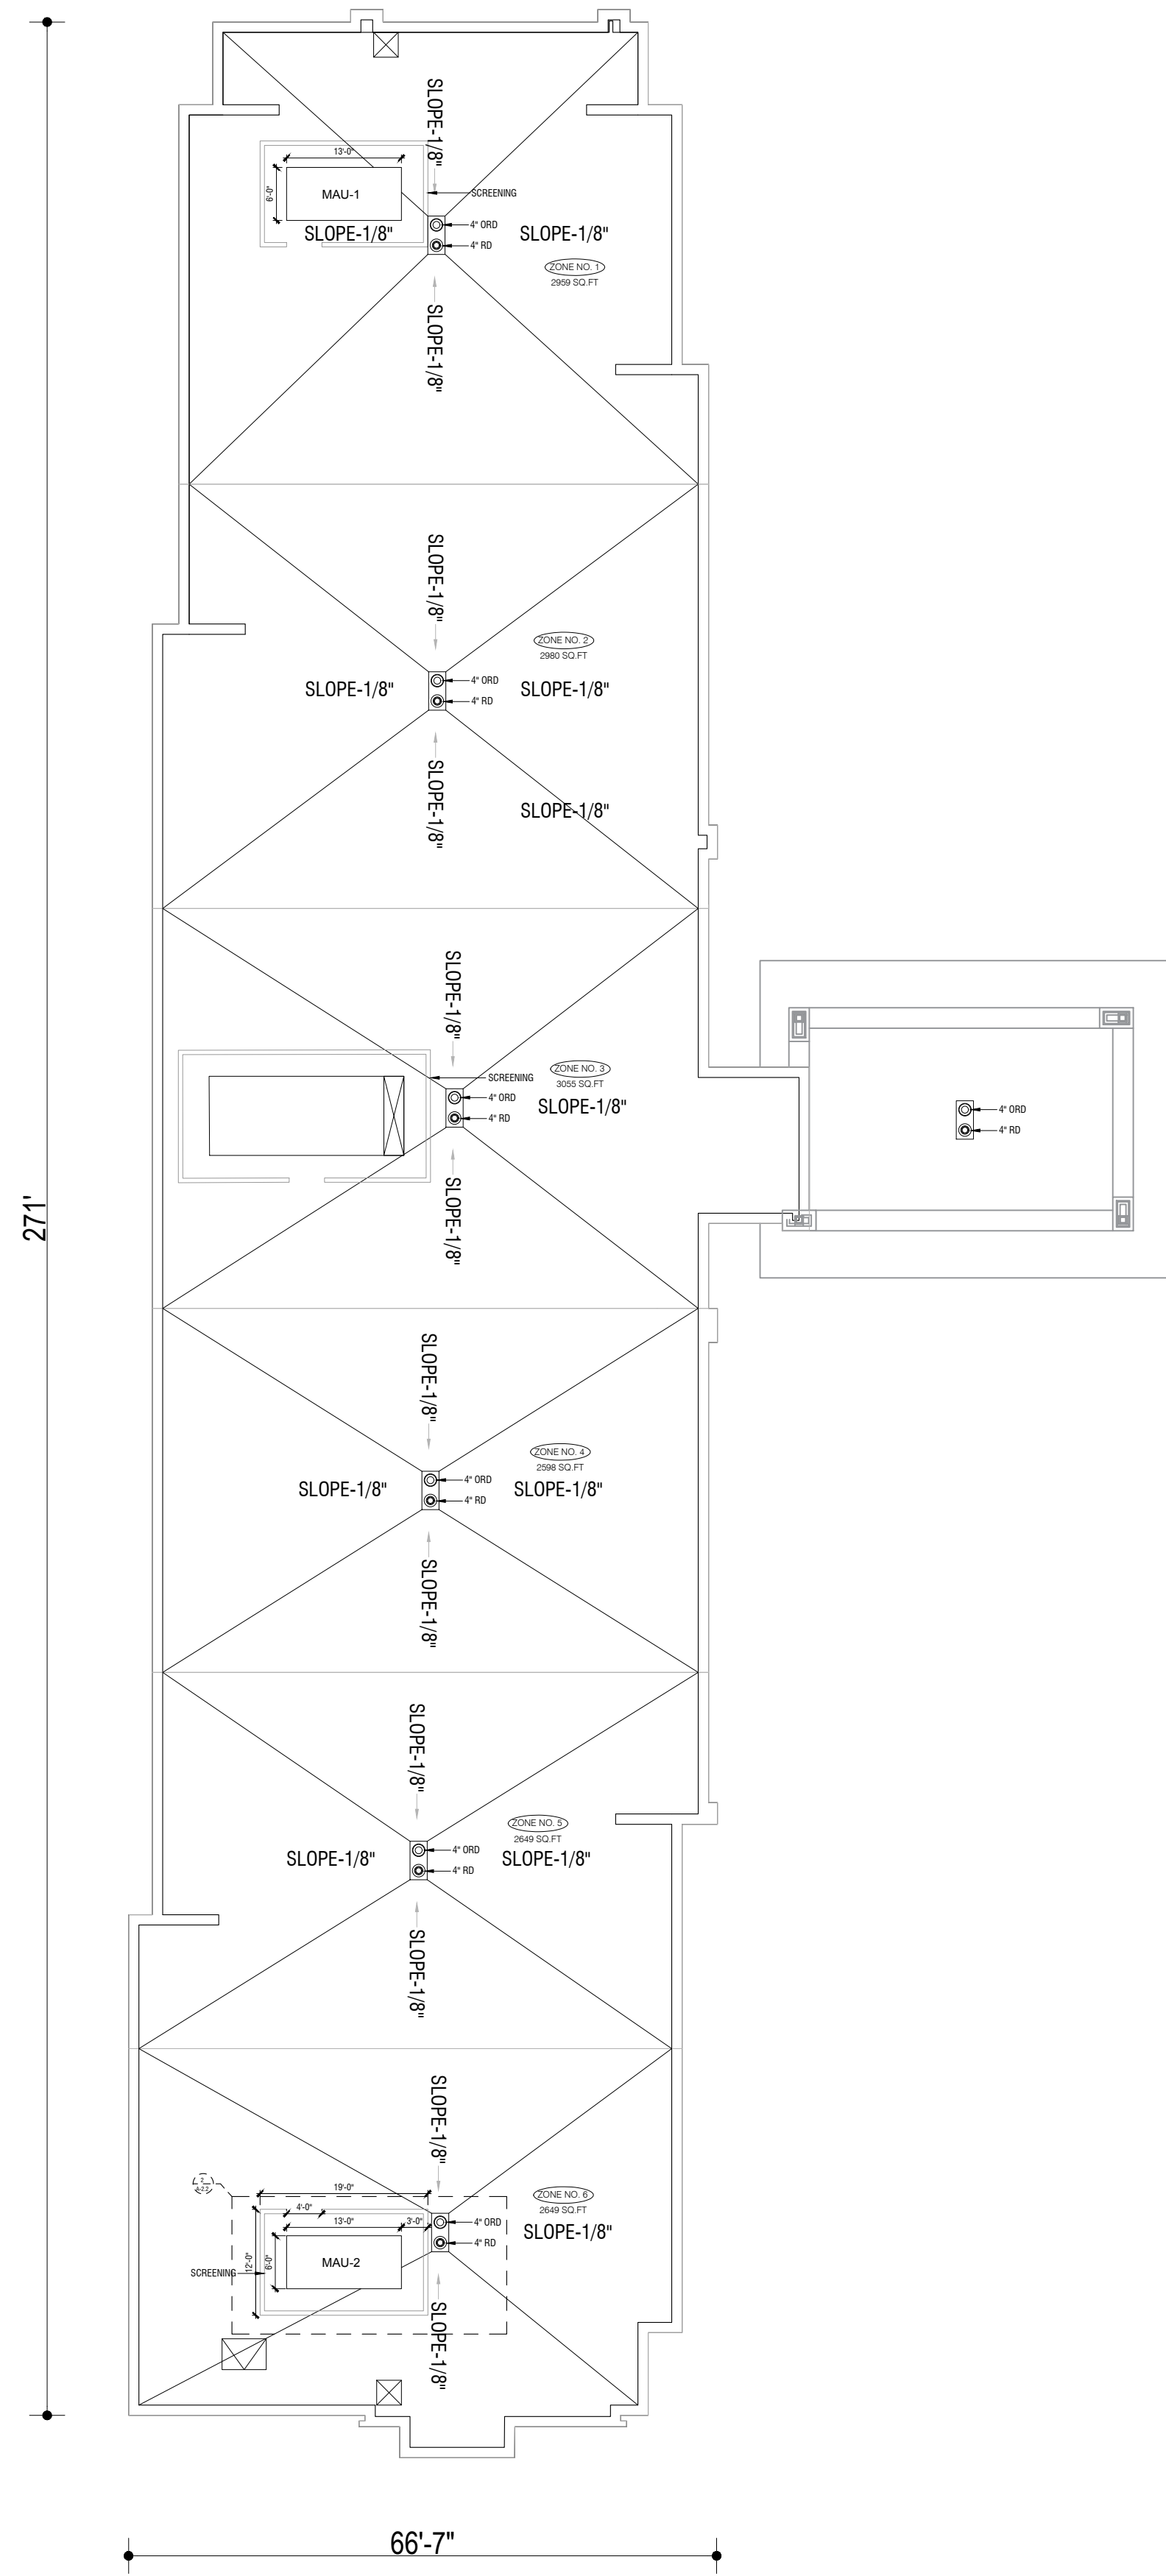 SLOPE-1/8"
13'-0"
6'-0"
MAU-1
SCREENING
4" ORD
4" RD
SLOPE-1/8"
SLOPE-1/8"
ZONE NO. 1
2959 SQ.FT
SLOPE-1/8"
SLOPE-1/8"
ZONE NO. 2
2980 SQ.FT
4" ORD
4" RD
SLOPE-1/8"
SLOPE-1/8"
SLOPE-1/8"
SLOPE-1/8"
SLOPE-1/8"
ZONE NO. 3
3055 SQ.FT
SCREENING
4" ORD
4" RD
SLOPE-1/8"
4" ORD
4" RD
SLOPE-1/8"
271'
SLOPE-1/8"
ZONE NO. 4
2598 SQ.FT
4" ORD
4" RD
SLOPE-1/8"
SLOPE-1/8"
SLOPE-1/8"
SLOPE-1/8"
ZONE NO. 5
2649 SQ.FT
4" ORD
4" RD
SLOPE-1/8"
SLOPE-1/8"
SLOPE-1/8"
SLOPE-1/8"
2
A-2.2
19'-0"
ZONE NO. 6
2649 SQ.FT
4'-0"
13'-0"
3'-0"
4" ORD
4" RD
SLOPE-1/8"
12'-0"
6'-0"
MAU-2
SCREENING
SLOPE-1/8"
66'-7"